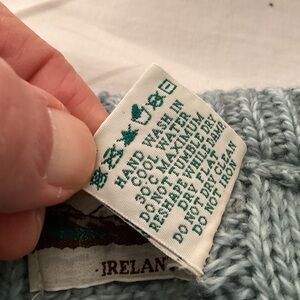 HAND WASH IN
COOL WATER
30°C MAXIMUM
DO NOT TUMBLE DRY
RESHAPE WHILE DAMP
DRY FLAT
DO NOT DRY CLEAN
DO NOT IRON
IRELAN